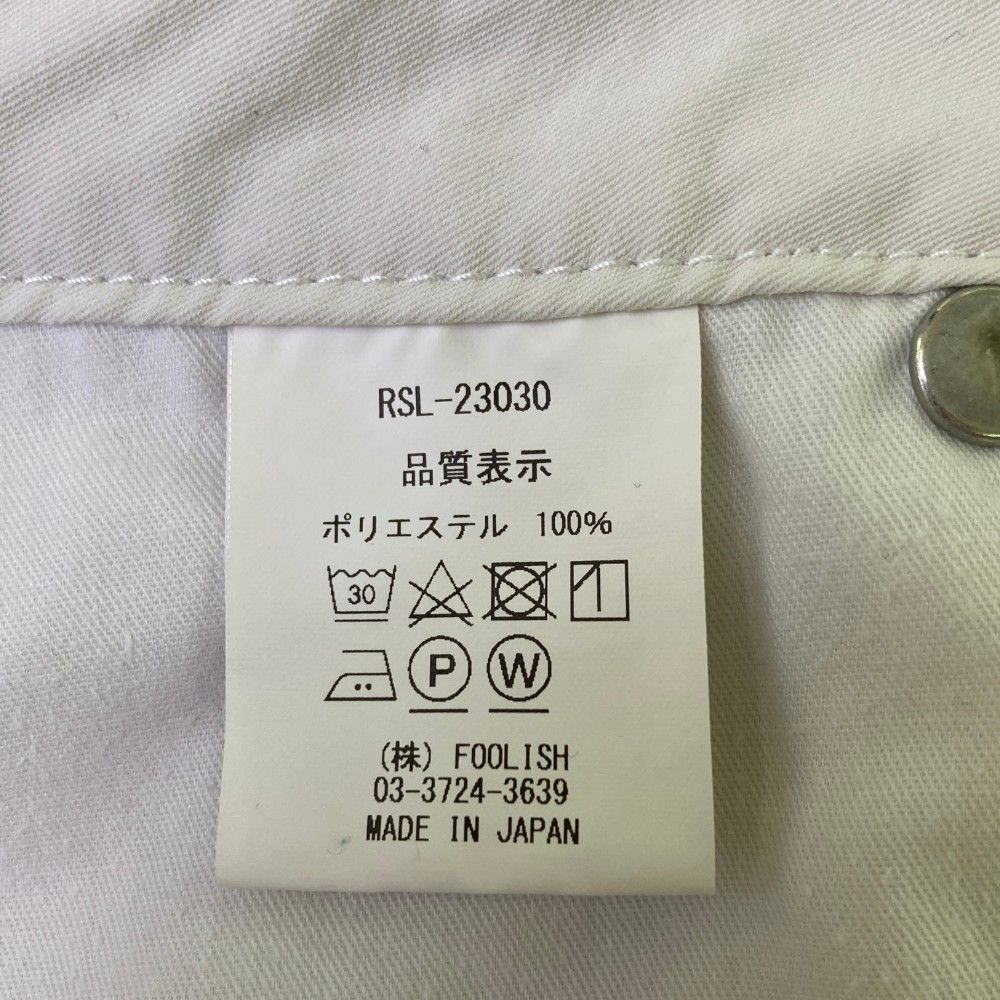 RSL-23030
品質表示
ポリエステル 100%
30
P W
(株) FOOLISH
03-3724-3639
MADE IN JAPAN